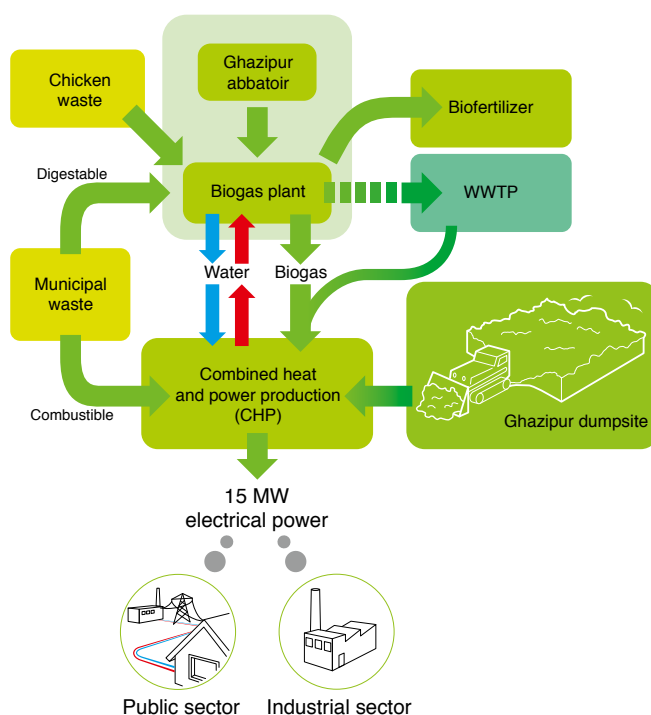 Chicken
waste
Ghazipur
abbatoir
Biofertilizer
Digestable
Biogas plant
WWTP
Water
Biogas
Municipal
waste
Combined heat
and power production
(CHP)
Combustible
Ghazipur dumpsite
15 MW
electrical power
Public sector
Industrial sector